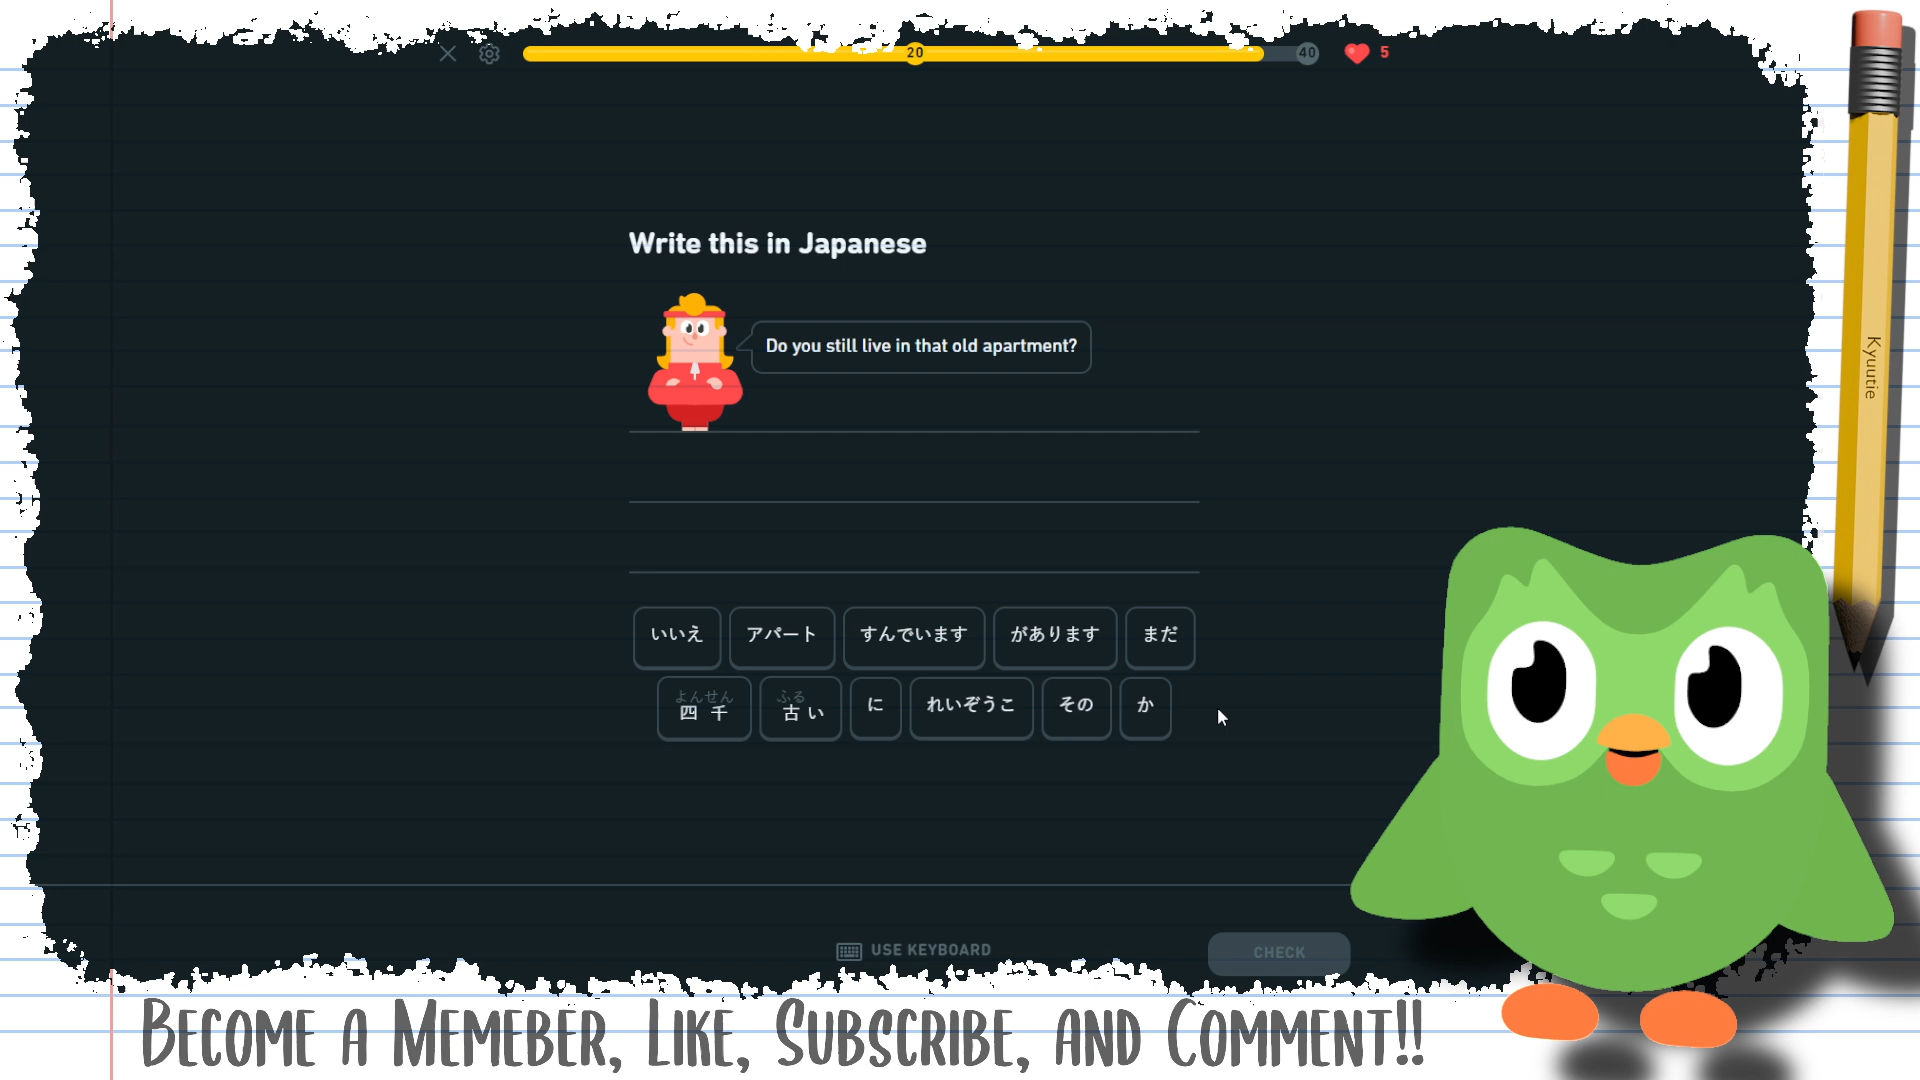 20
40
5
Write this in Japanese
Do you still live in that old apartment?
いいえ
アパート
すんでいます
があります
まだ
よんせん
四千
ふる
古い
に
れいぞうこ
その
か
USE KEYBOARD
CHECK
Kyuutie
BECOME A MEMEBER, LIKE, SUBSCRIBE, AND COMMENT!!